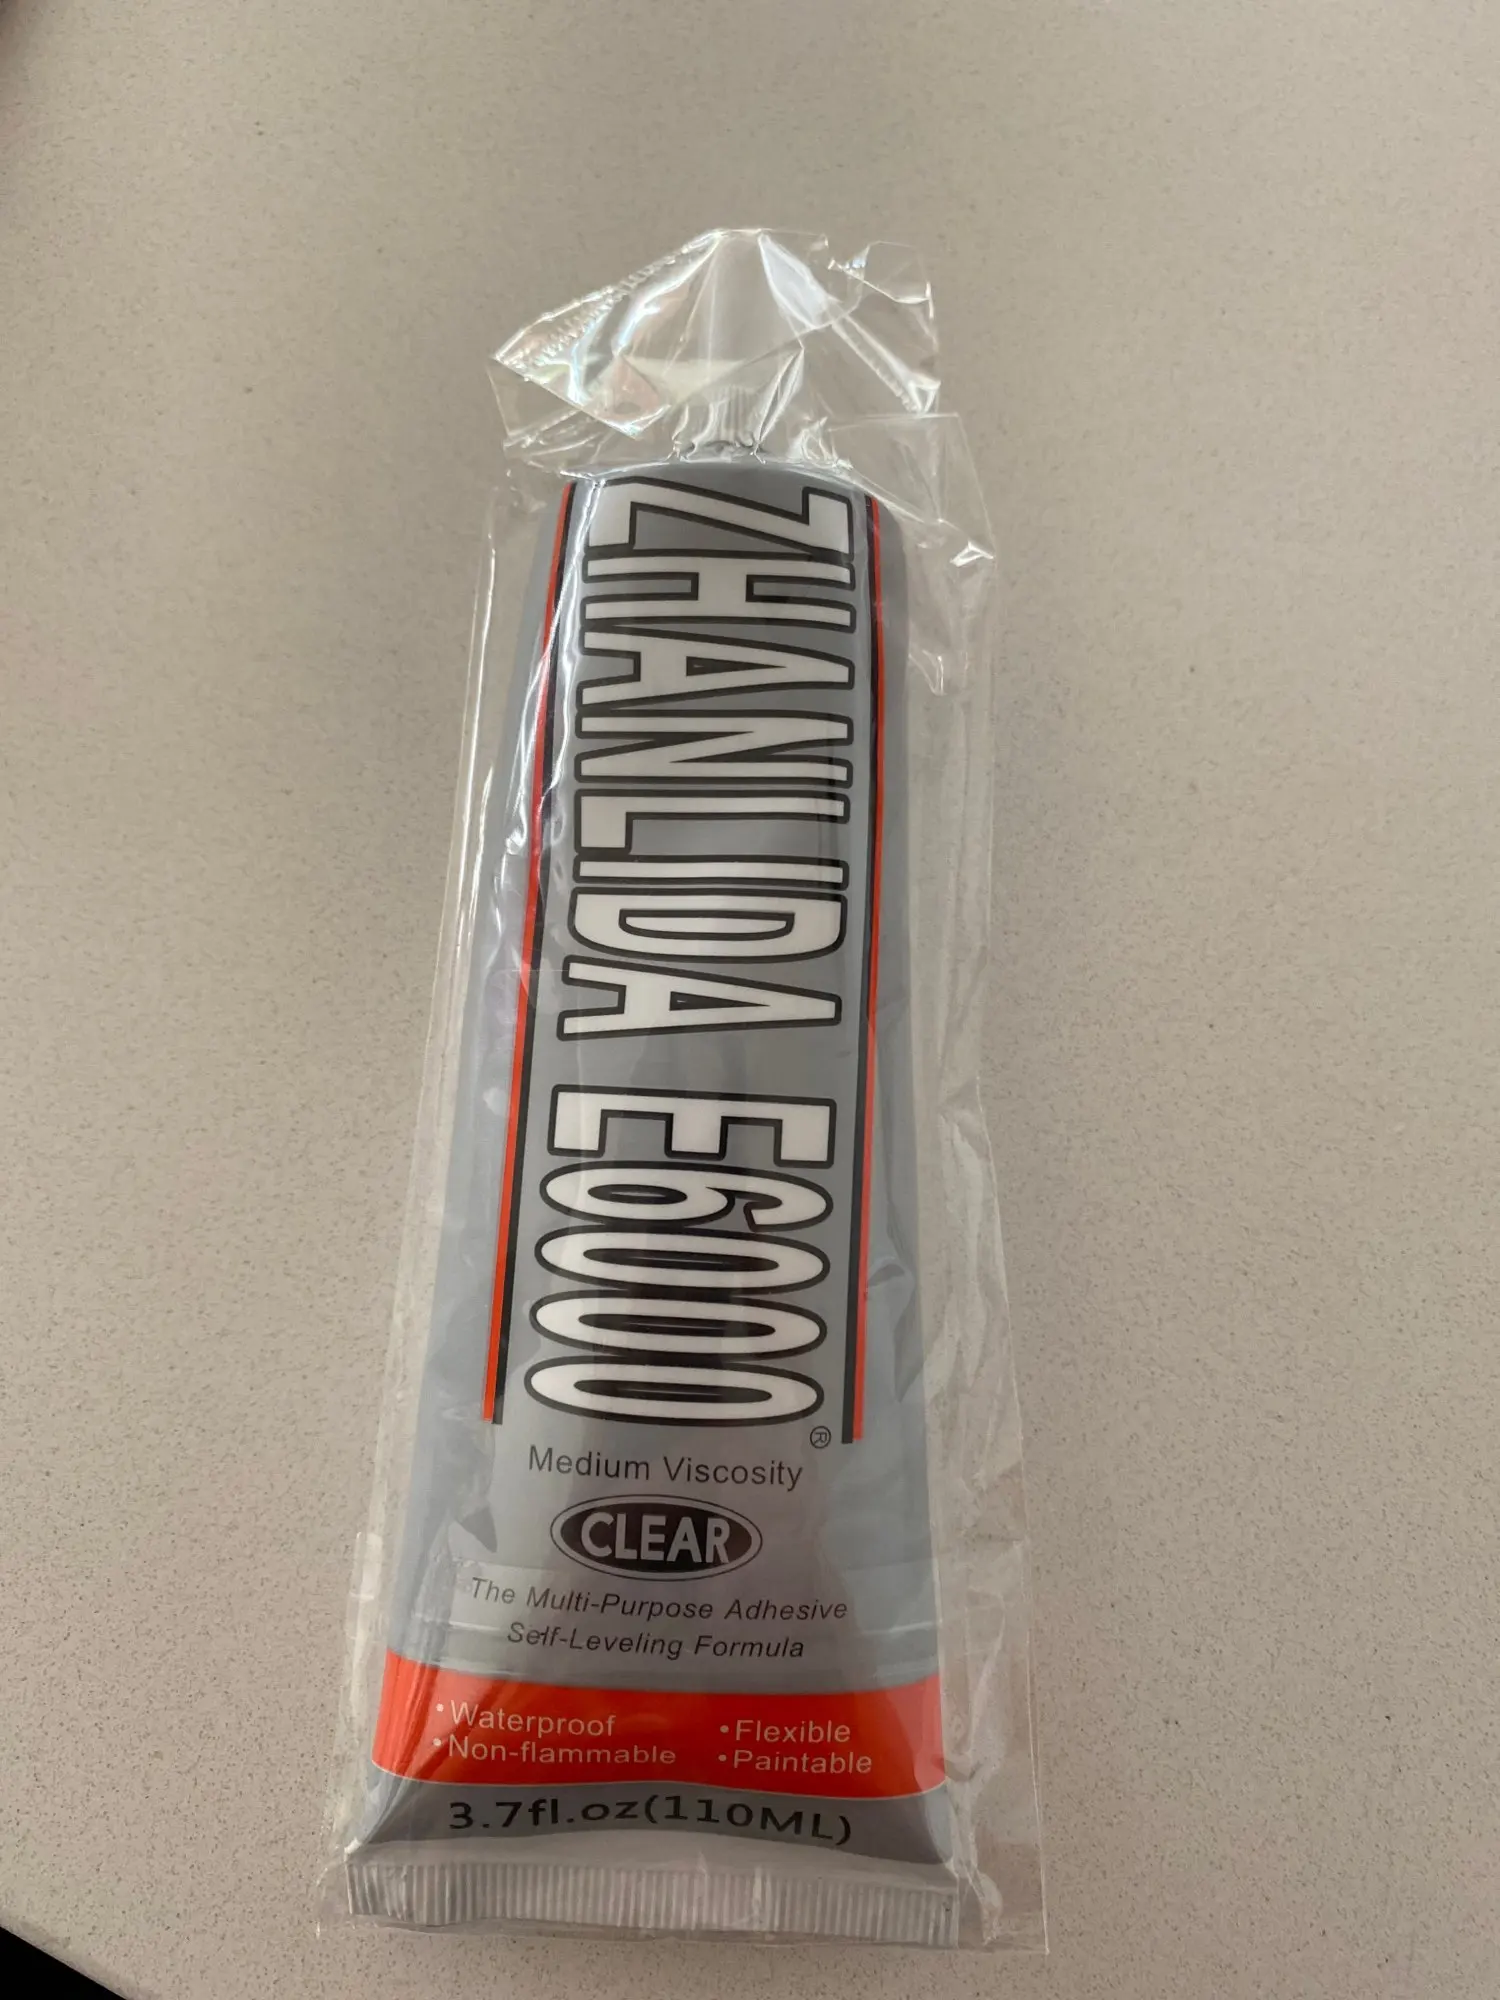 ZHANLIDA E6000®
Medium Viscosity
CLEAR
The Multi-Purpose Adhesive
Self-Leveling Formula
•Waterproof •Flexible
•Non-flammable •Paintable
3.7fl.oz(110ML)